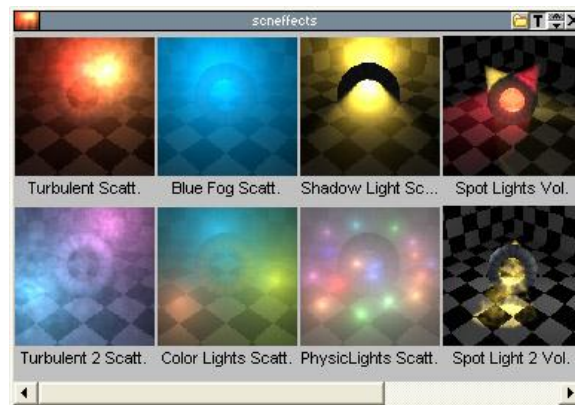 scneffects
T
Turbulent Scatt. Blue Fog Scatt. Shadow Light Sc... Spot Lights Vol.
Turbulent 2 Scatt. Color Lights Scatt. PhysicLights Scatt. Spot Light 2 Vol.